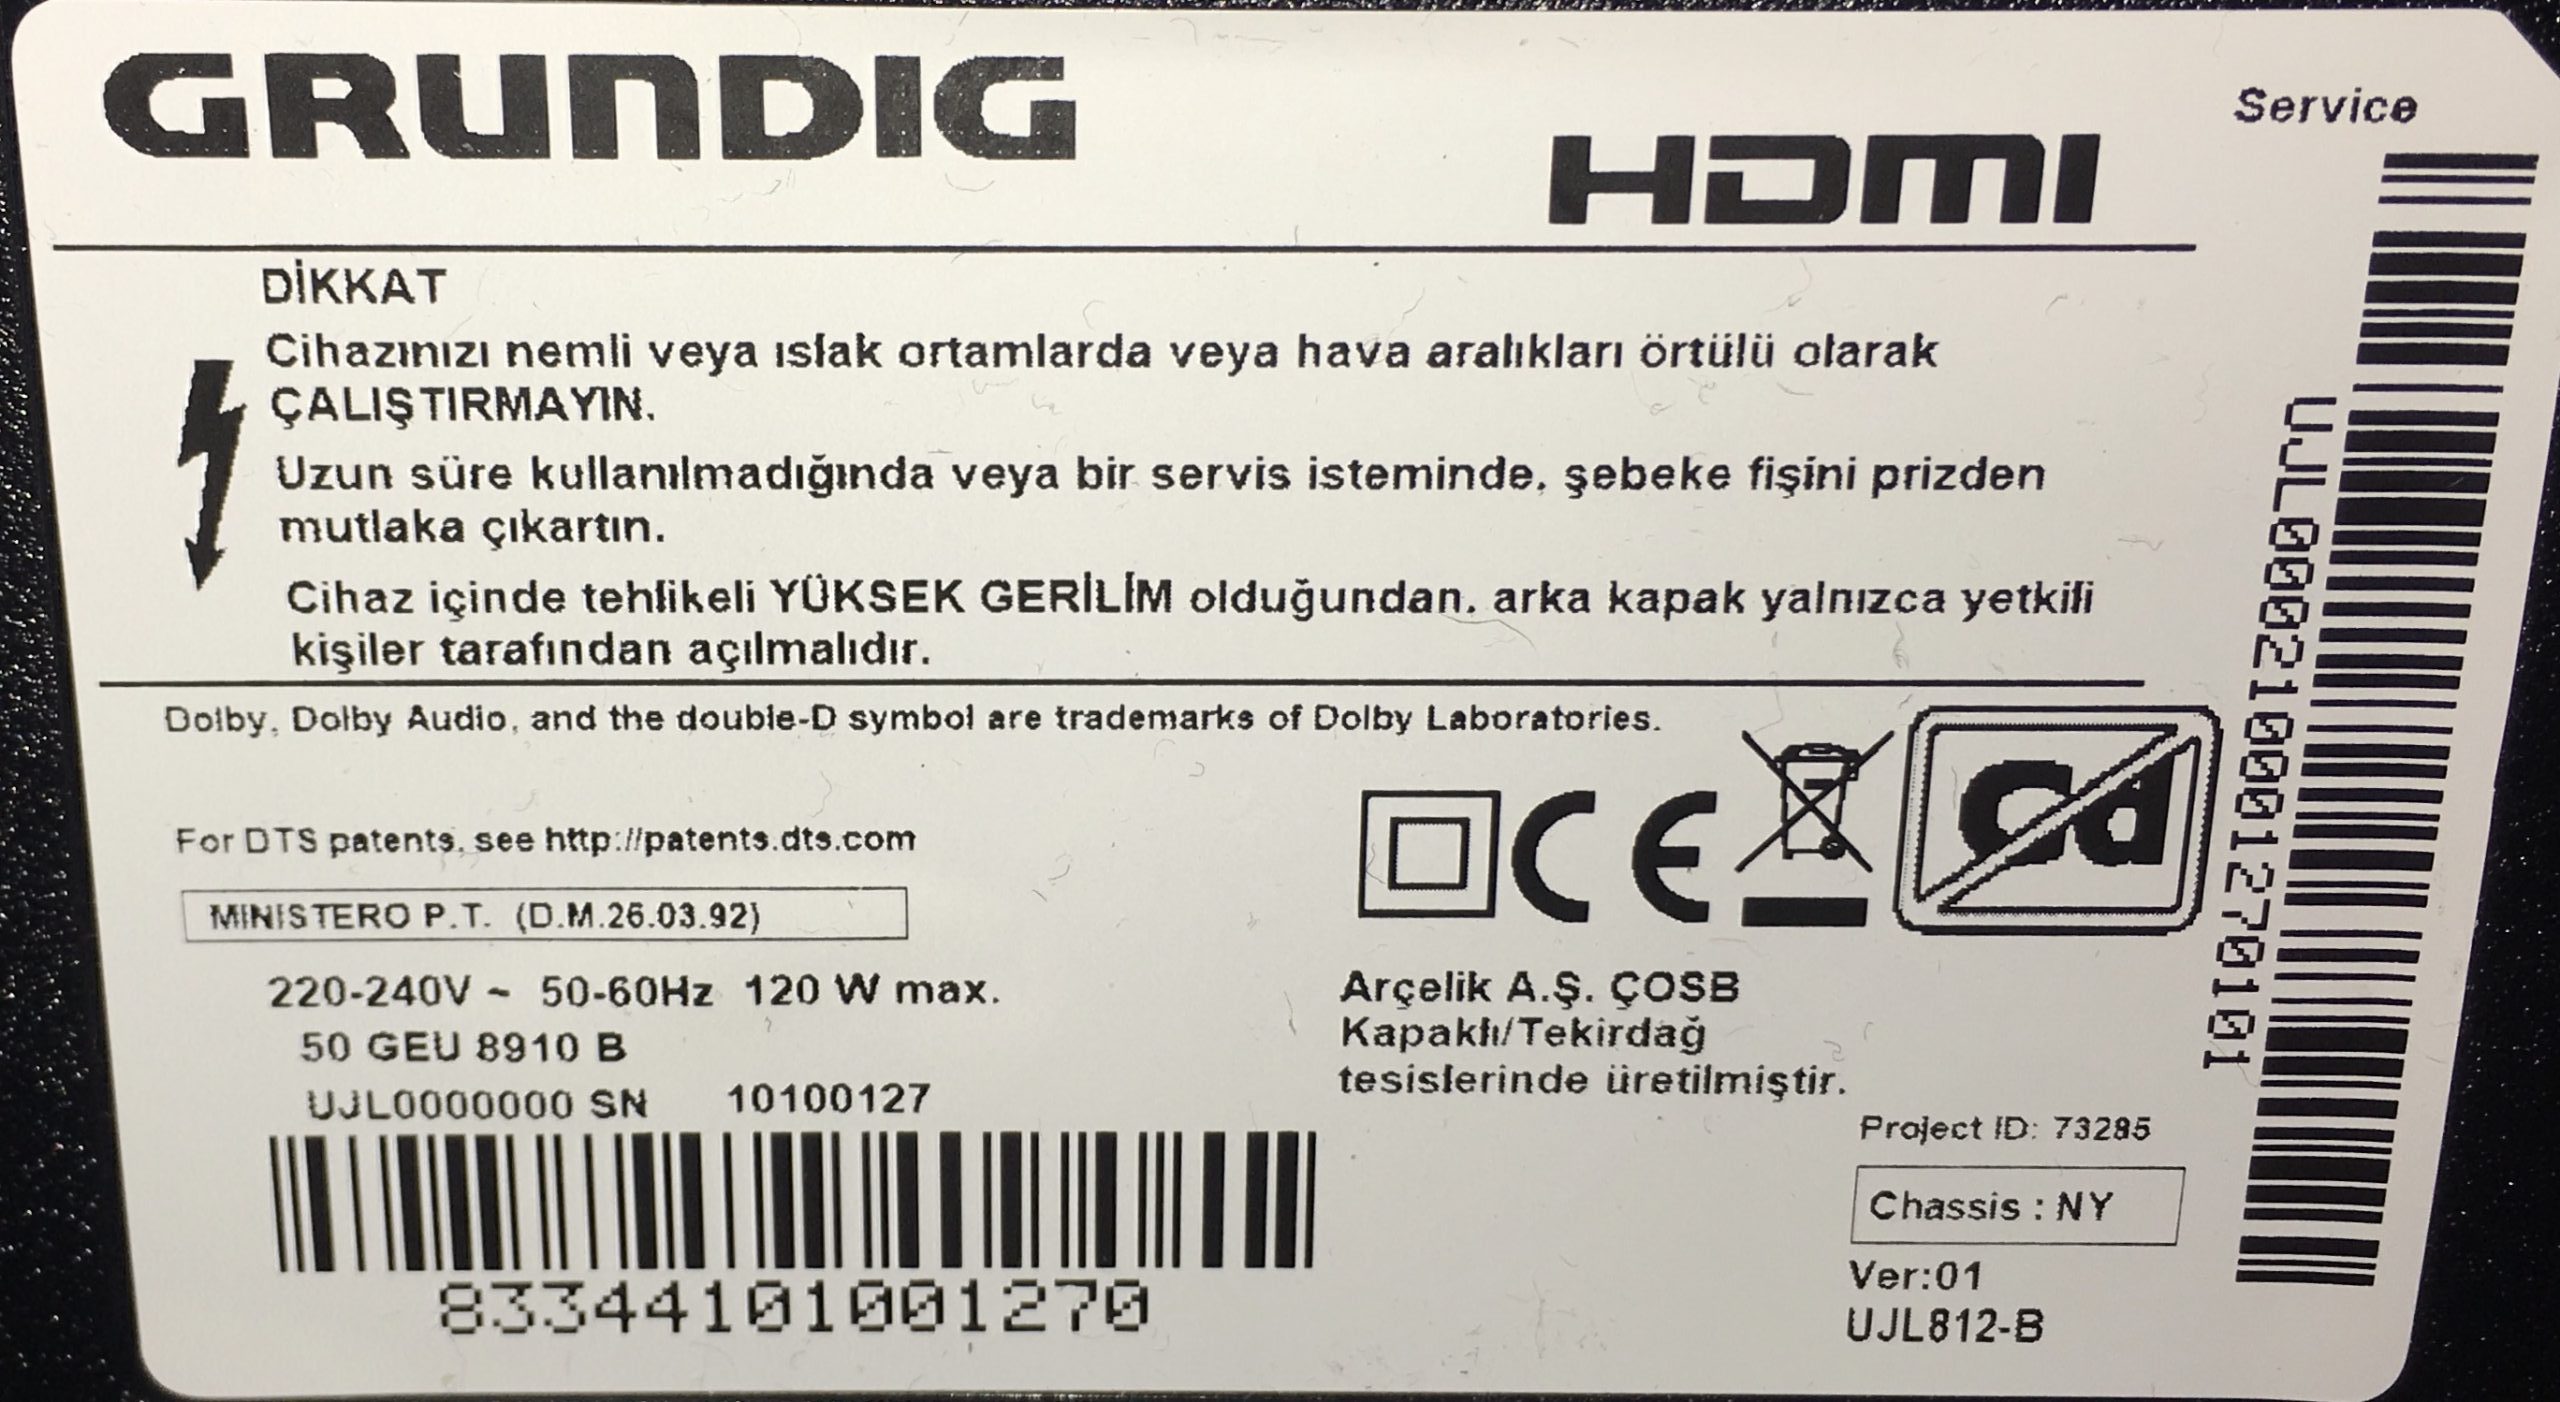 GRUNDIG
HDMI
Service
DİKKAT
Cihazınızı nemli veya ıslak ortamlarda veya hava aralıkları örtülü olarak
ÇALIŞTIRMAYIN.
Uzun süre kullanılmadığında veya bir servis isteminde, şebeke fişini prizden
mutlaka çıkartın.
Cihaz içinde tehlikeli YÜKSEK GERİLİM olduğundan, arka kapak yalnızca yetkili
kişiler tarafından açılmalıdır.
Dolby, Dolby Audio, and the double-D symbol are trademarks of Dolby Laboratories.
For DTS patents, see http://patents.dts.com
MINISTERO P.T. (D.M.26.03.92)
220-240V ~ 50-60Hz 120 W max.
50 GEU 8910 B
UJL0000000 SN 10100127
83344101001270
CE
Cd
Arçelik A.Ş. ÇOSB
Kapaklı/Tekirdağ
tesislerinde üretilmiştir.
Project ID: 73285
Chassis : NY
Ver:01
UJL812-B
UJL000210001270101